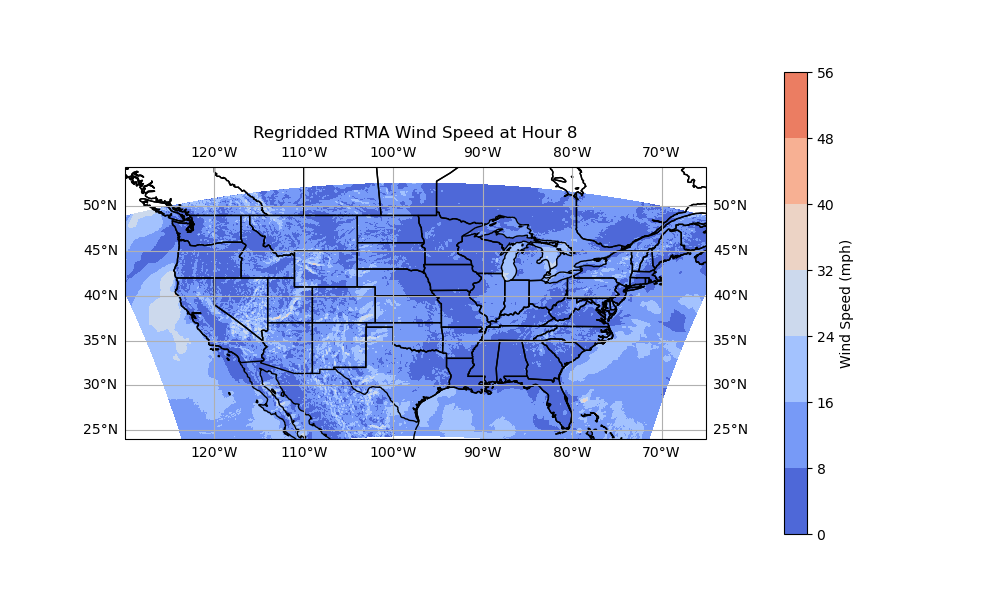 Regridded RTMA Wind Speed at Hour 8
120°W 110°W 100°W 90°W 80°W 70°W
50°N 50°N
45°N 45°N
40°N 40°N
35°N 35°N
30°N 30°N
25°N 25°N
120°W 110°W 100°W 90°W 80°W 70°W
56
48
40
32
24
16
8
0
Wind Speed (mph)